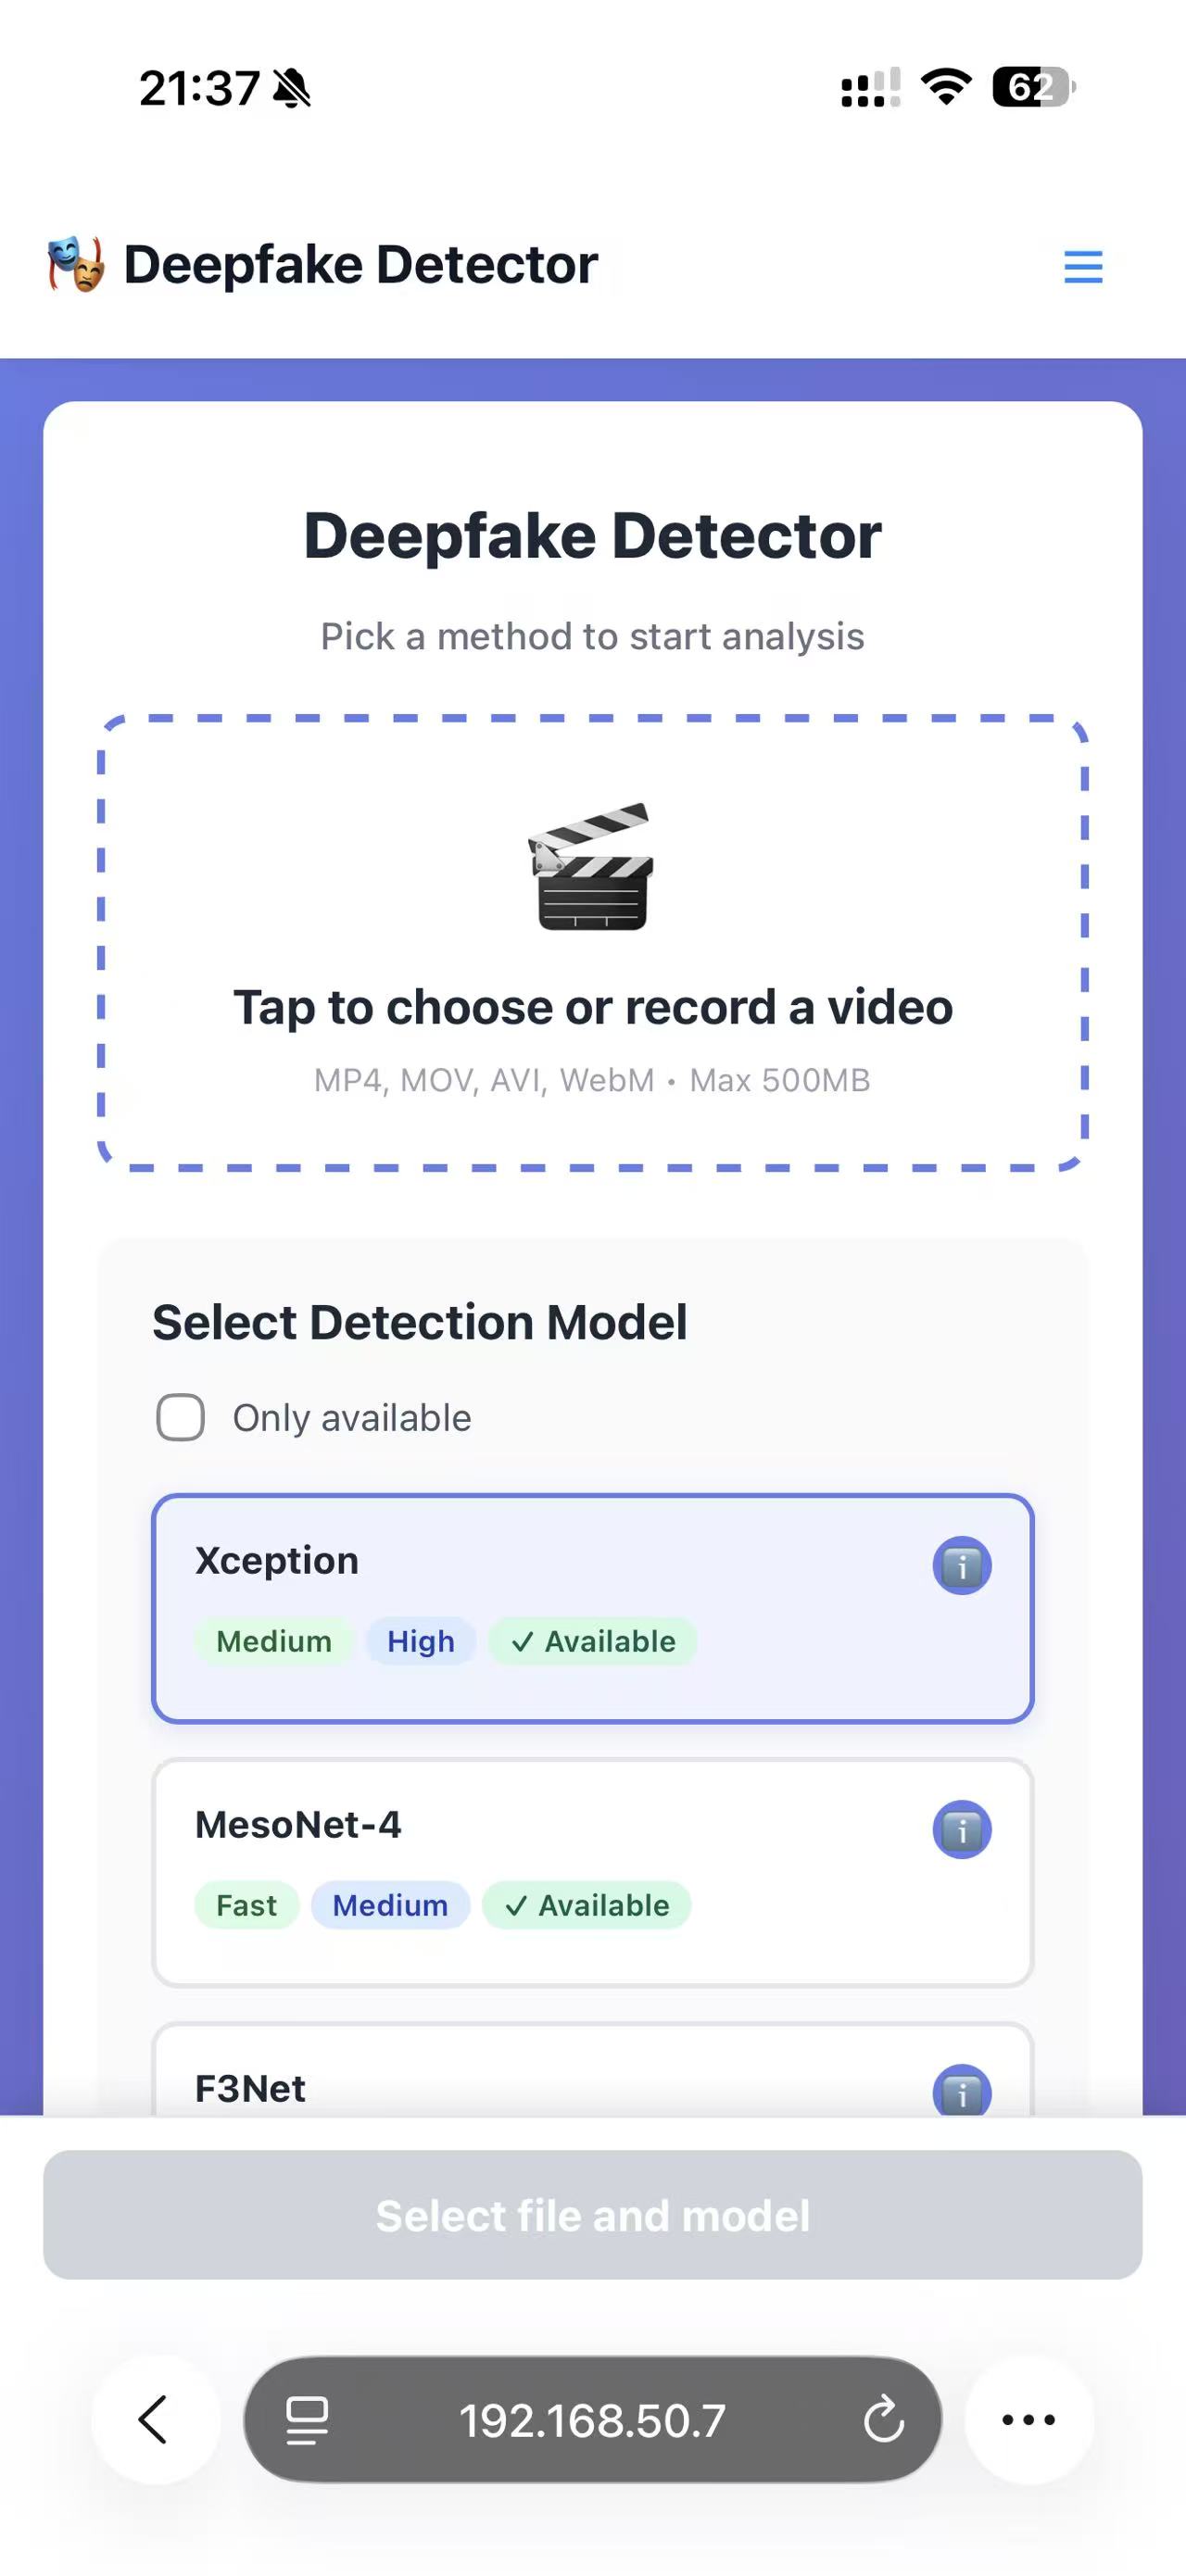 21:37
62
Deepfake Detector
Deepfake Detector
Pick a method to start analysis
Tap to choose or record a video
MP4, MOV, AVI, WebM • Max 500MB
Select Detection Model
Only available
Xception
i
Medium High ✓ Available
MesoNet-4
i
Fast Medium ✓ Available
F3Net
i
Select file and model
192.168.50.7